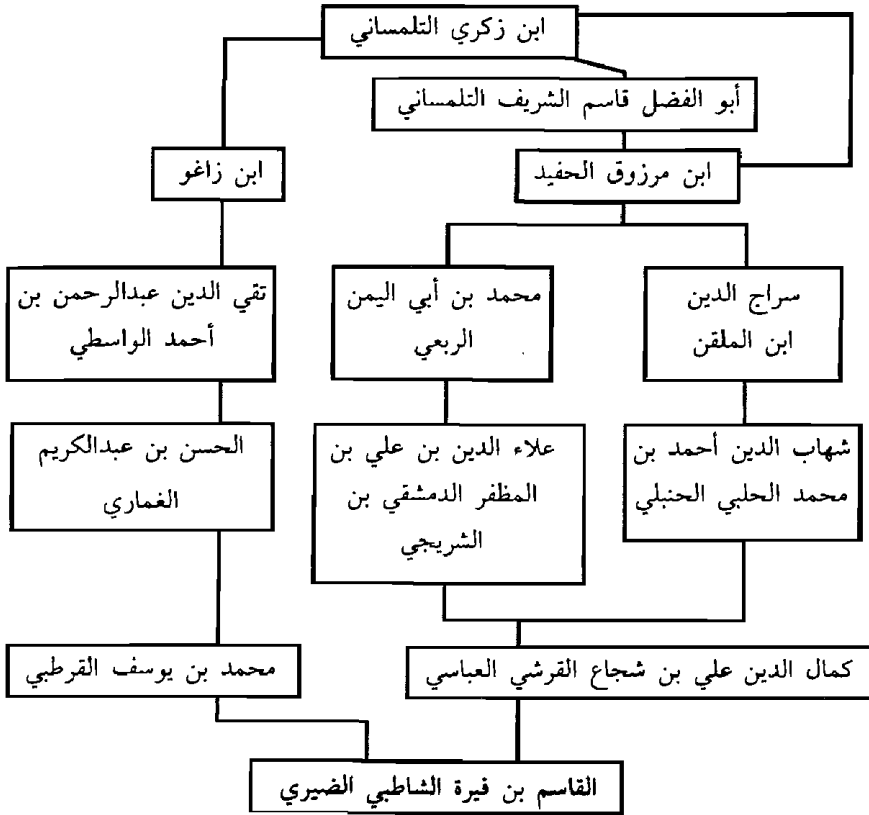 ابن زكري التلمساني
أبو الفضل قاسم الشريف التلمساني
ابن مرزوق الحفيد
ابن زاغو
سراج الدين
ابن الملقن
محمد بن أبي اليمن
الربعي
تقي الدين عبدالرحمن بن
أحمد الواسطي
شهاب الدين أحمد بن
محمد الحلبي الحنبلي
علاء الدين بن علي بن
المظفر الدمشقي بن
الشريجي
الحسن بن عبدالكريم
الغماري
كمال الدين علي بن شجاع القرشي العباسي
محمد بن يوسف القرطبي
القاسم بن فيرة الشاطبي الضيري